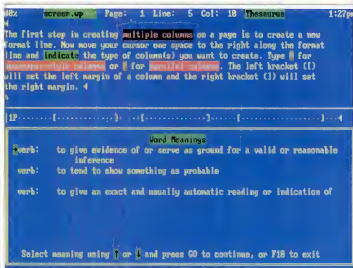 screen.wp Page: 1 Line: 5 Col: 10 Thesaurus 1:27p
The first step in creating multiple columns on a page is to create a new
format line. Now move your cursor one space to the right along the format
line and indicate the type of column(s) you want to create. Type for
columns or for parallel columns. The left bracket ([)
will set the left margin of a column and the right bracket (]) will set
the right margin.
Word Meanings
verb: to give evidence of or serve as ground for a valid or reasonable
inference
verb: to tend to show something as probable
verb: to give an exact and usually automatic reading or indication of
Select meaning using or and press GO to continue, or F10 to exit